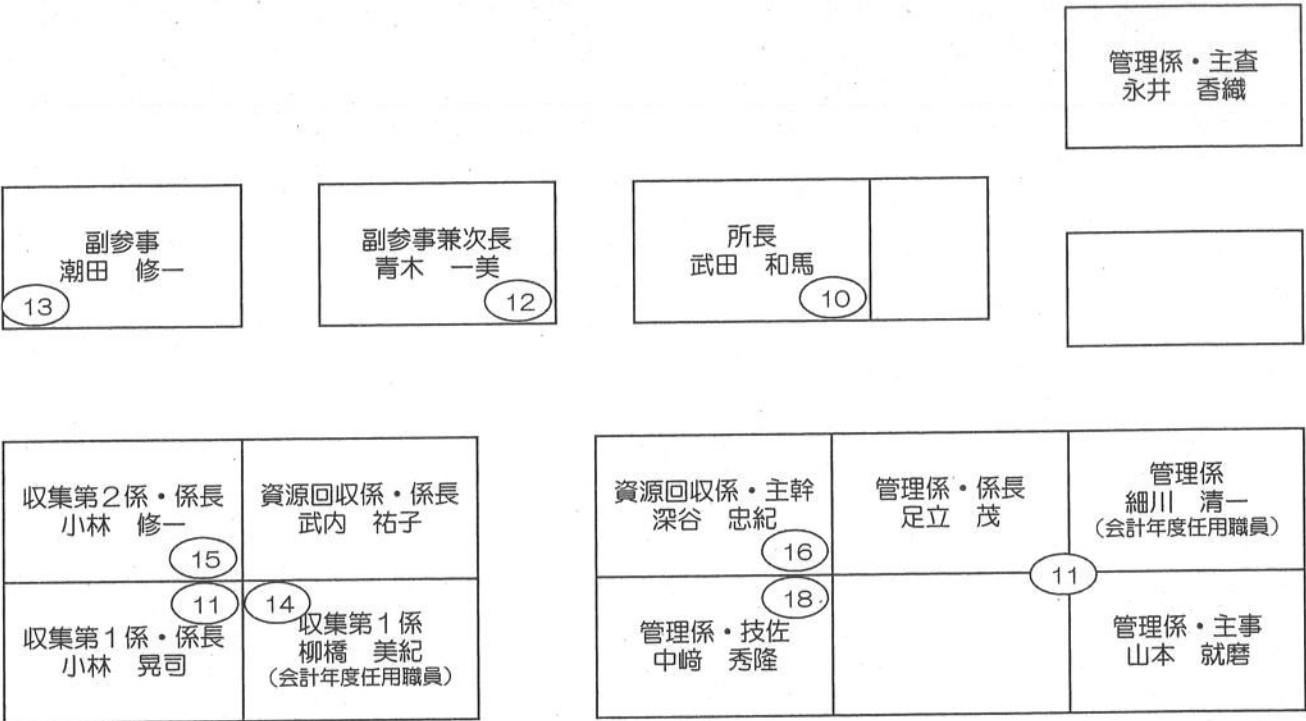 管理係・主査
永井 香織
副参事
潮田 修一
13
副参事兼次長
青木 一美
12
所長
武田 和馬
10
収集第2係・係長
小林 修一
15
資源回収係・係長
武内 祐子
収集第1係・係長
小林 晃司
11
14
収集第1係
柳橋 美紀
(会計年度任用職員)
資源回収係・主幹
深谷 忠紀
16
管理係・係長
足立 茂
管理係
細川 清一
(会計年度任用職員)
11
18
管理係・技佐
中﨑 秀隆
管理係・主事
山本 就磨